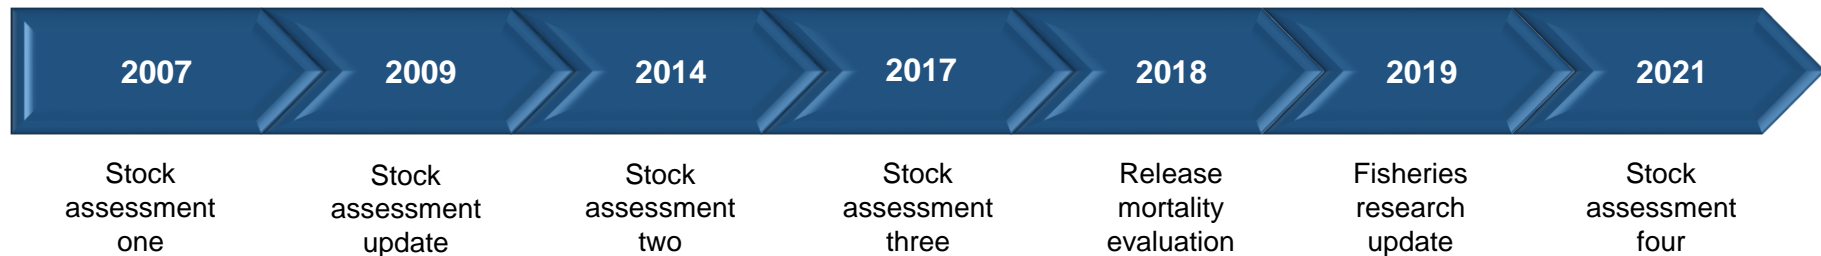 2007 2009 2014 2017 2018 2019 2021
Stock
assessment
one
Stock
assessment
update
Stock
assessment
two
Stock
assessment
three
Release
mortality
evaluation
Fisheries
research
update
Stock
assessment
four